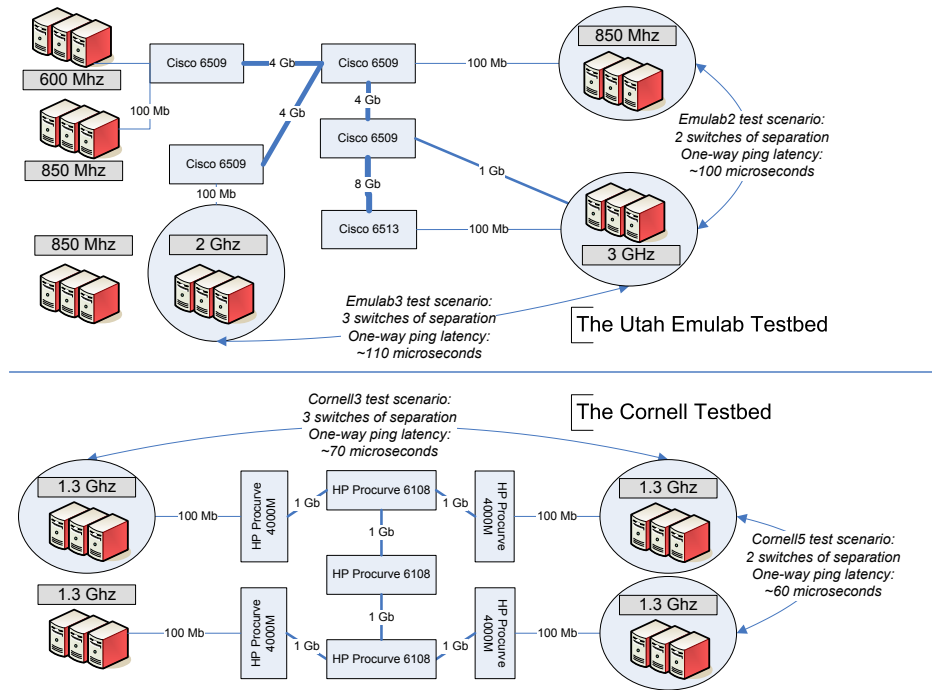 600 Mhz
Cisco 6509
4 Gb
Cisco 6509
100 Mb
850 Mhz
100 Mb
850 Mhz
4 Gb
4 Gb
Cisco 6509
Cisco 6509
1 Gb
Emulab2 test scenario:
2 switches of separation
One-way ping latency:
~100 microseconds
100 Mb
8 Gb
Cisco 6513
100 Mb
3 GHz
850 Mhz
2 Ghz
Emulab3 test scenario:
3 switches of separation
One-way ping latency:
~110 microseconds
The Utah Emulab Testbed
Cornell3 test scenario:
3 switches of separation
One-way ping latency:
~70 microseconds
The Cornell Testbed
1.3 Ghz
100 Mb
HP Procurve
4000M
1 Gb
HP Procurve 6108
1 Gb
HP Procurve
4000M
100 Mb
1.3 Ghz
1 Gb
HP Procurve 6108
1 Gb
Cornell5 test scenario:
2 switches of separation
One-way ping latency:
~60 microseconds
1.3 Ghz
100 Mb
HP Procurve
4000M
1 Gb
HP Procurve 6108
1 Gb
HP Procurve
4000M
100 Mb
1.3 Ghz